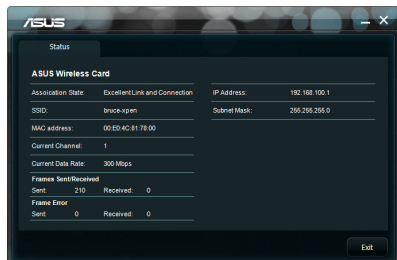 ASUS
Status
ASUS Wireless Card
Assoication State: Excellent Link and Connection
SSID: bruce-xpen
MAC address: 00:E0:4C:81:78:00
Current Channel: 1
Current Data Rate: 300 Mbps
Frames Sent/Received
Sent: 210 Received: 0
Frame Error
Sent: 0 Received: 0
IP Address: 192.168.100.1
Subnet Mask: 255.255.255.0
Exit